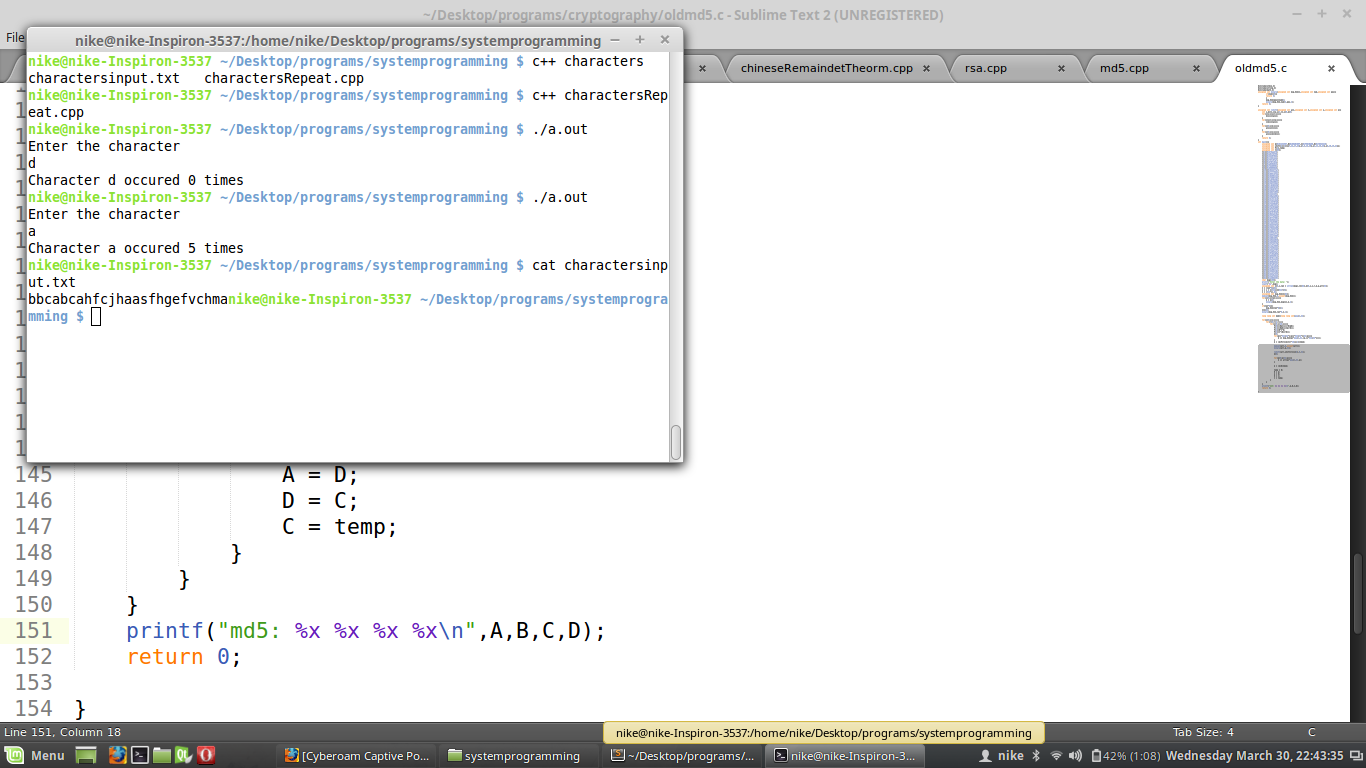 ~/Desktop/programs/cryptography/oldmd5.c - Sublime Text 2 (UNREGISTERED)
File
nike@nike-Inspiron-3537:/home/nike/Desktop/programs/systemprogramming
chineseRemaindetTheorm.cpp
rsa.cpp
md5.cpp
oldmd5.c
nike@nike-Inspiron-3537 ~/Desktop/programs/systemprogramming $ c++ characters
charactersinput.txt charactersRepeat.cpp
nike@nike-Inspiron-3537 ~/Desktop/programs/systemprogramming $ c++ charactersRep
eat.cpp
nike@nike-Inspiron-3537 ~/Desktop/programs/systemprogramming $ ./a.out
Enter the character
d
Character d occured 0 times
nike@nike-Inspiron-3537 ~/Desktop/programs/systemprogramming $ ./a.out
Enter the character
a
Character a occured 5 times
nike@nike-Inspiron-3537 ~/Desktop/programs/systemprogramming $ cat charactersinp
ut.txt
bbcabcahfcjhaasfhgefvchmanike@nike-Inspiron-3537 ~/Desktop/programs/systemprogra
mming $
145 A = D;
146 D = C;
147 C = temp;
148 }
149 }
150 }
151 printf("md5: %x %x %x %x\n",A,B,C,D);
152 return 0;
153
154 }
Line 151, Column 18
nike@nike-Inspiron-3537:/home/nike/Desktop/programs/systemprogramming
Tab Size: 4
C
Menu
[Cyberoam Captive Po...
systemprogramming
~/Desktop/programs/...
nike@nike-Inspiron-3...
nike
42% (1:08)
Wednesday March 30, 22:43:35